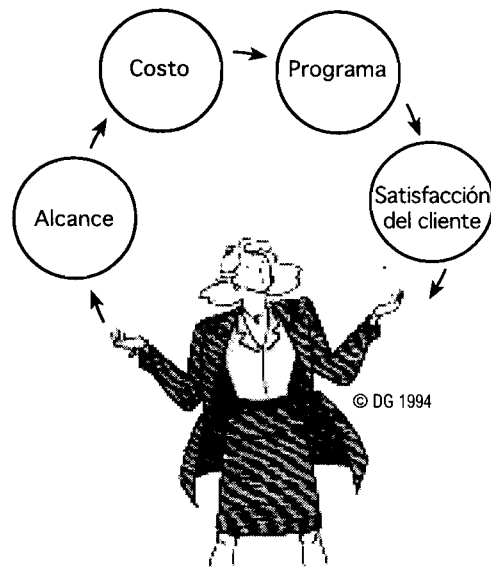 Costo
Programa
Alcance
Satisfacción
del cliente
© DG 1994